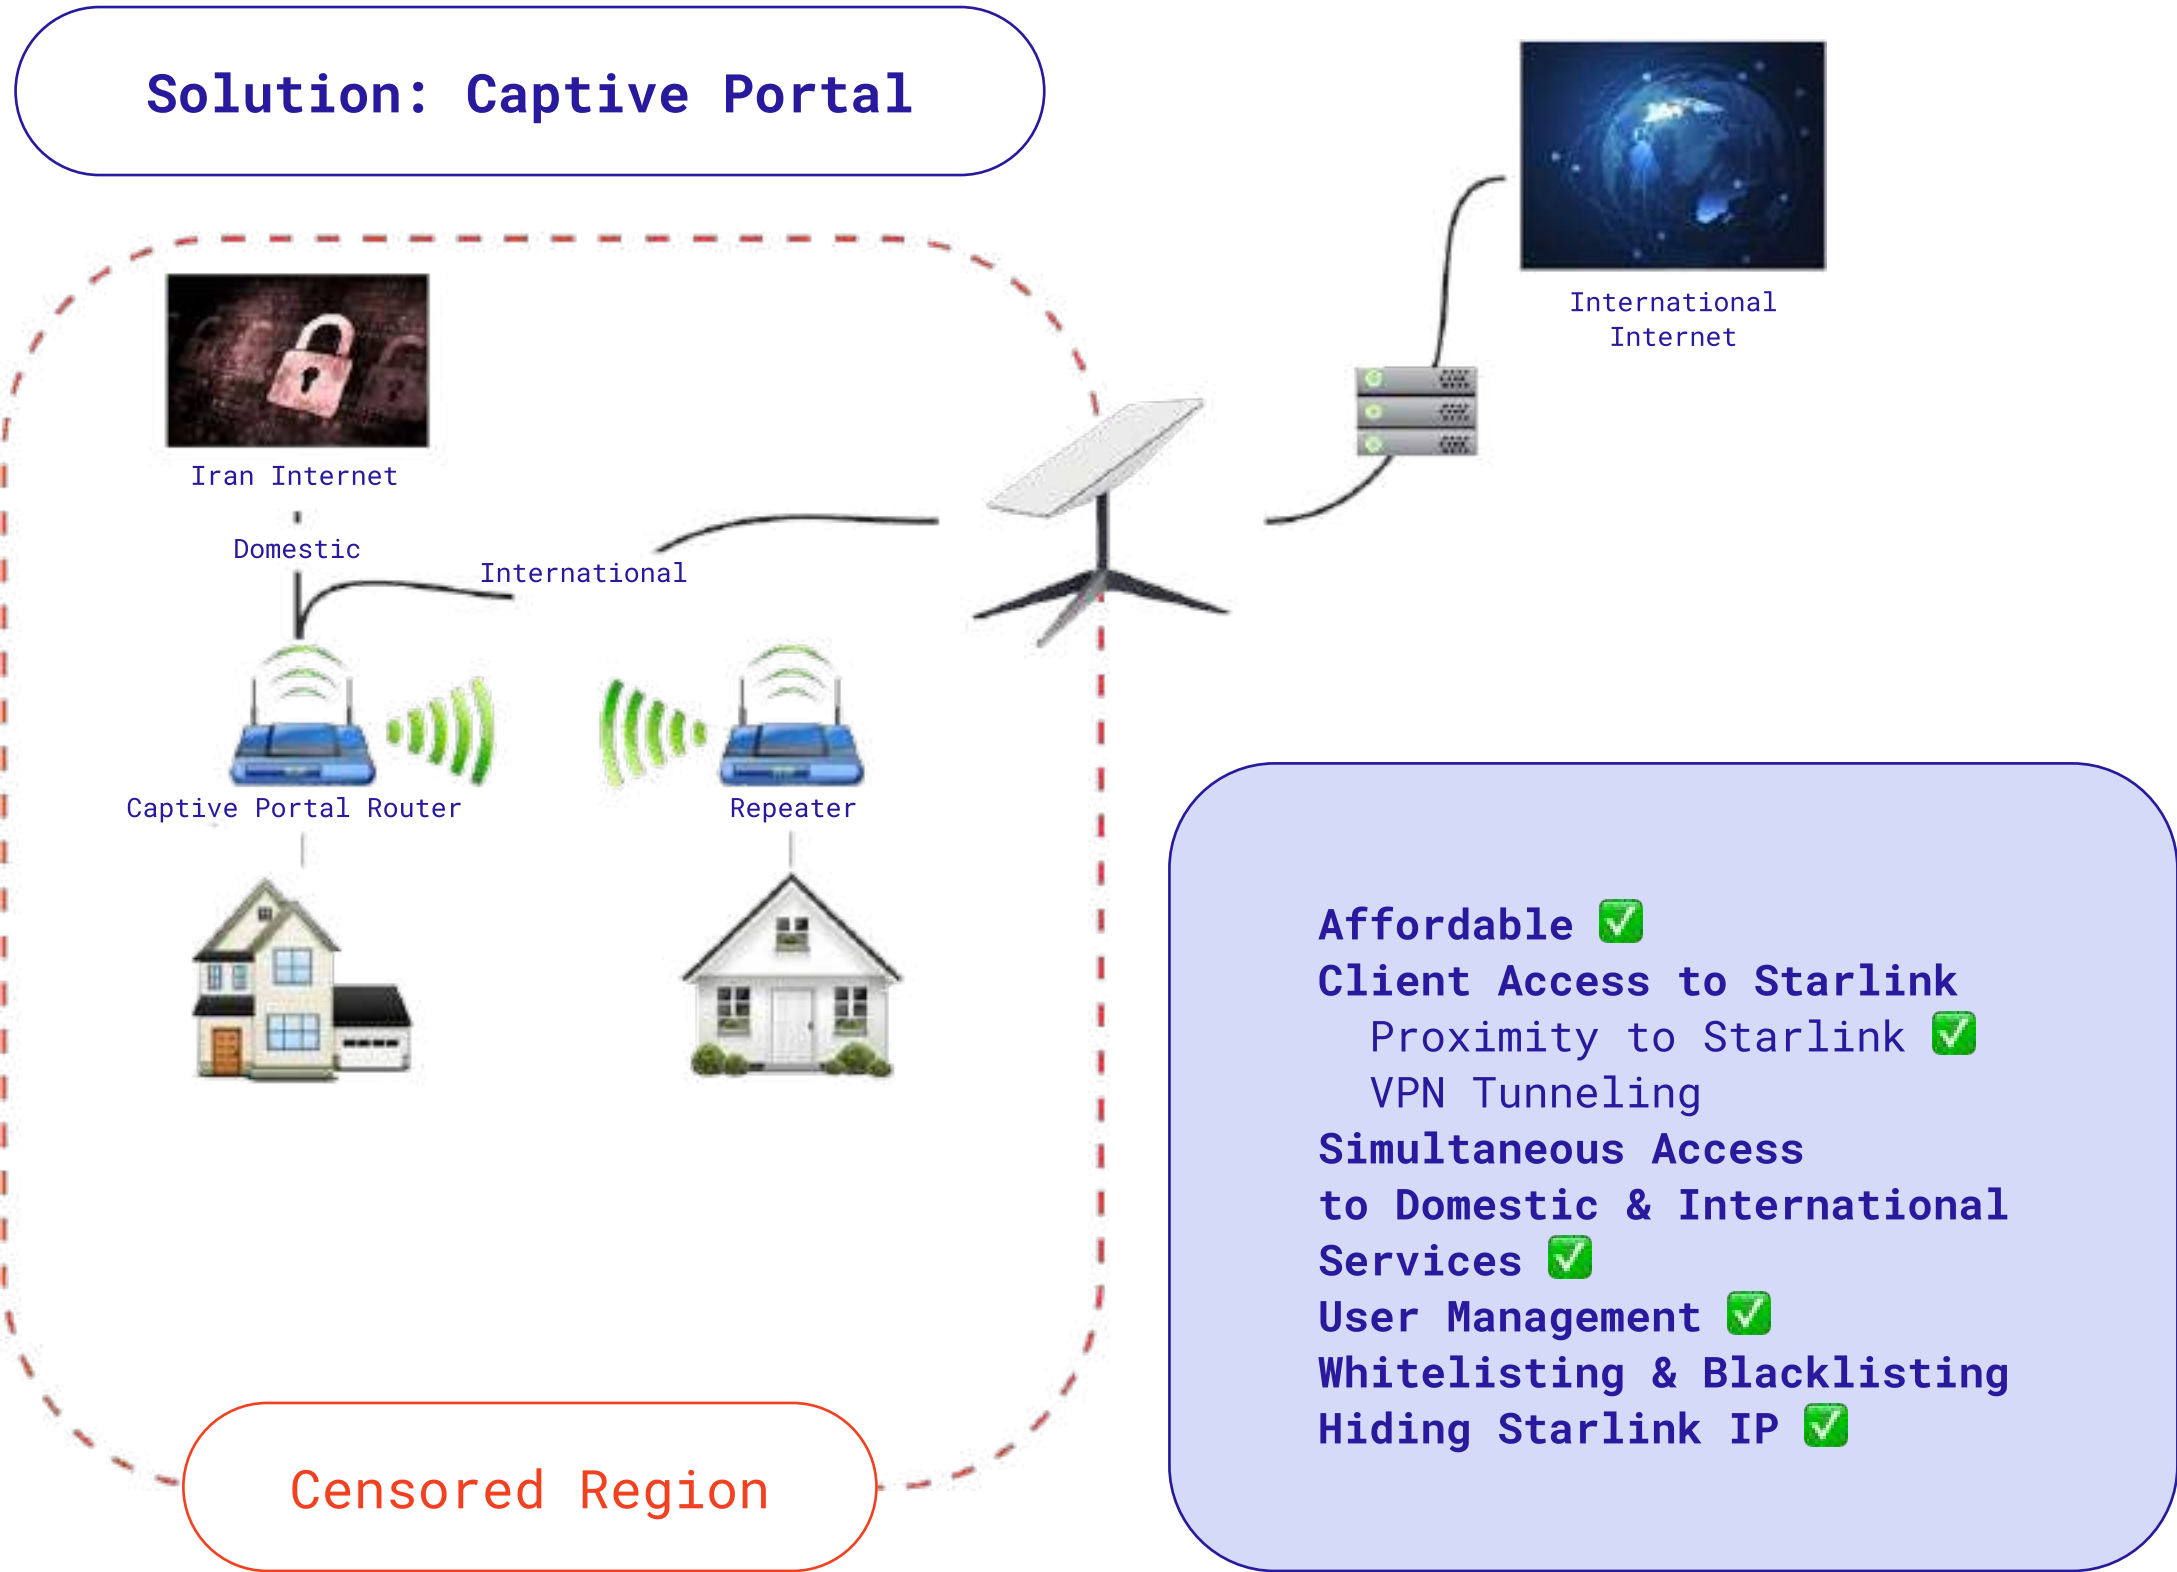 Solution: Captive Portal
International
Internet
Iran Internet
Domestic
International
Captive Portal Router
Repeater
Affordable ✅
Client Access to Starlink
Proximity to Starlink ✅
VPN Tunneling
Simultaneous Access
to Domestic & International
Services ✅
User Management ✅
Whitelisting & Blacklisting
Hiding Starlink IP ✅
Censored Region